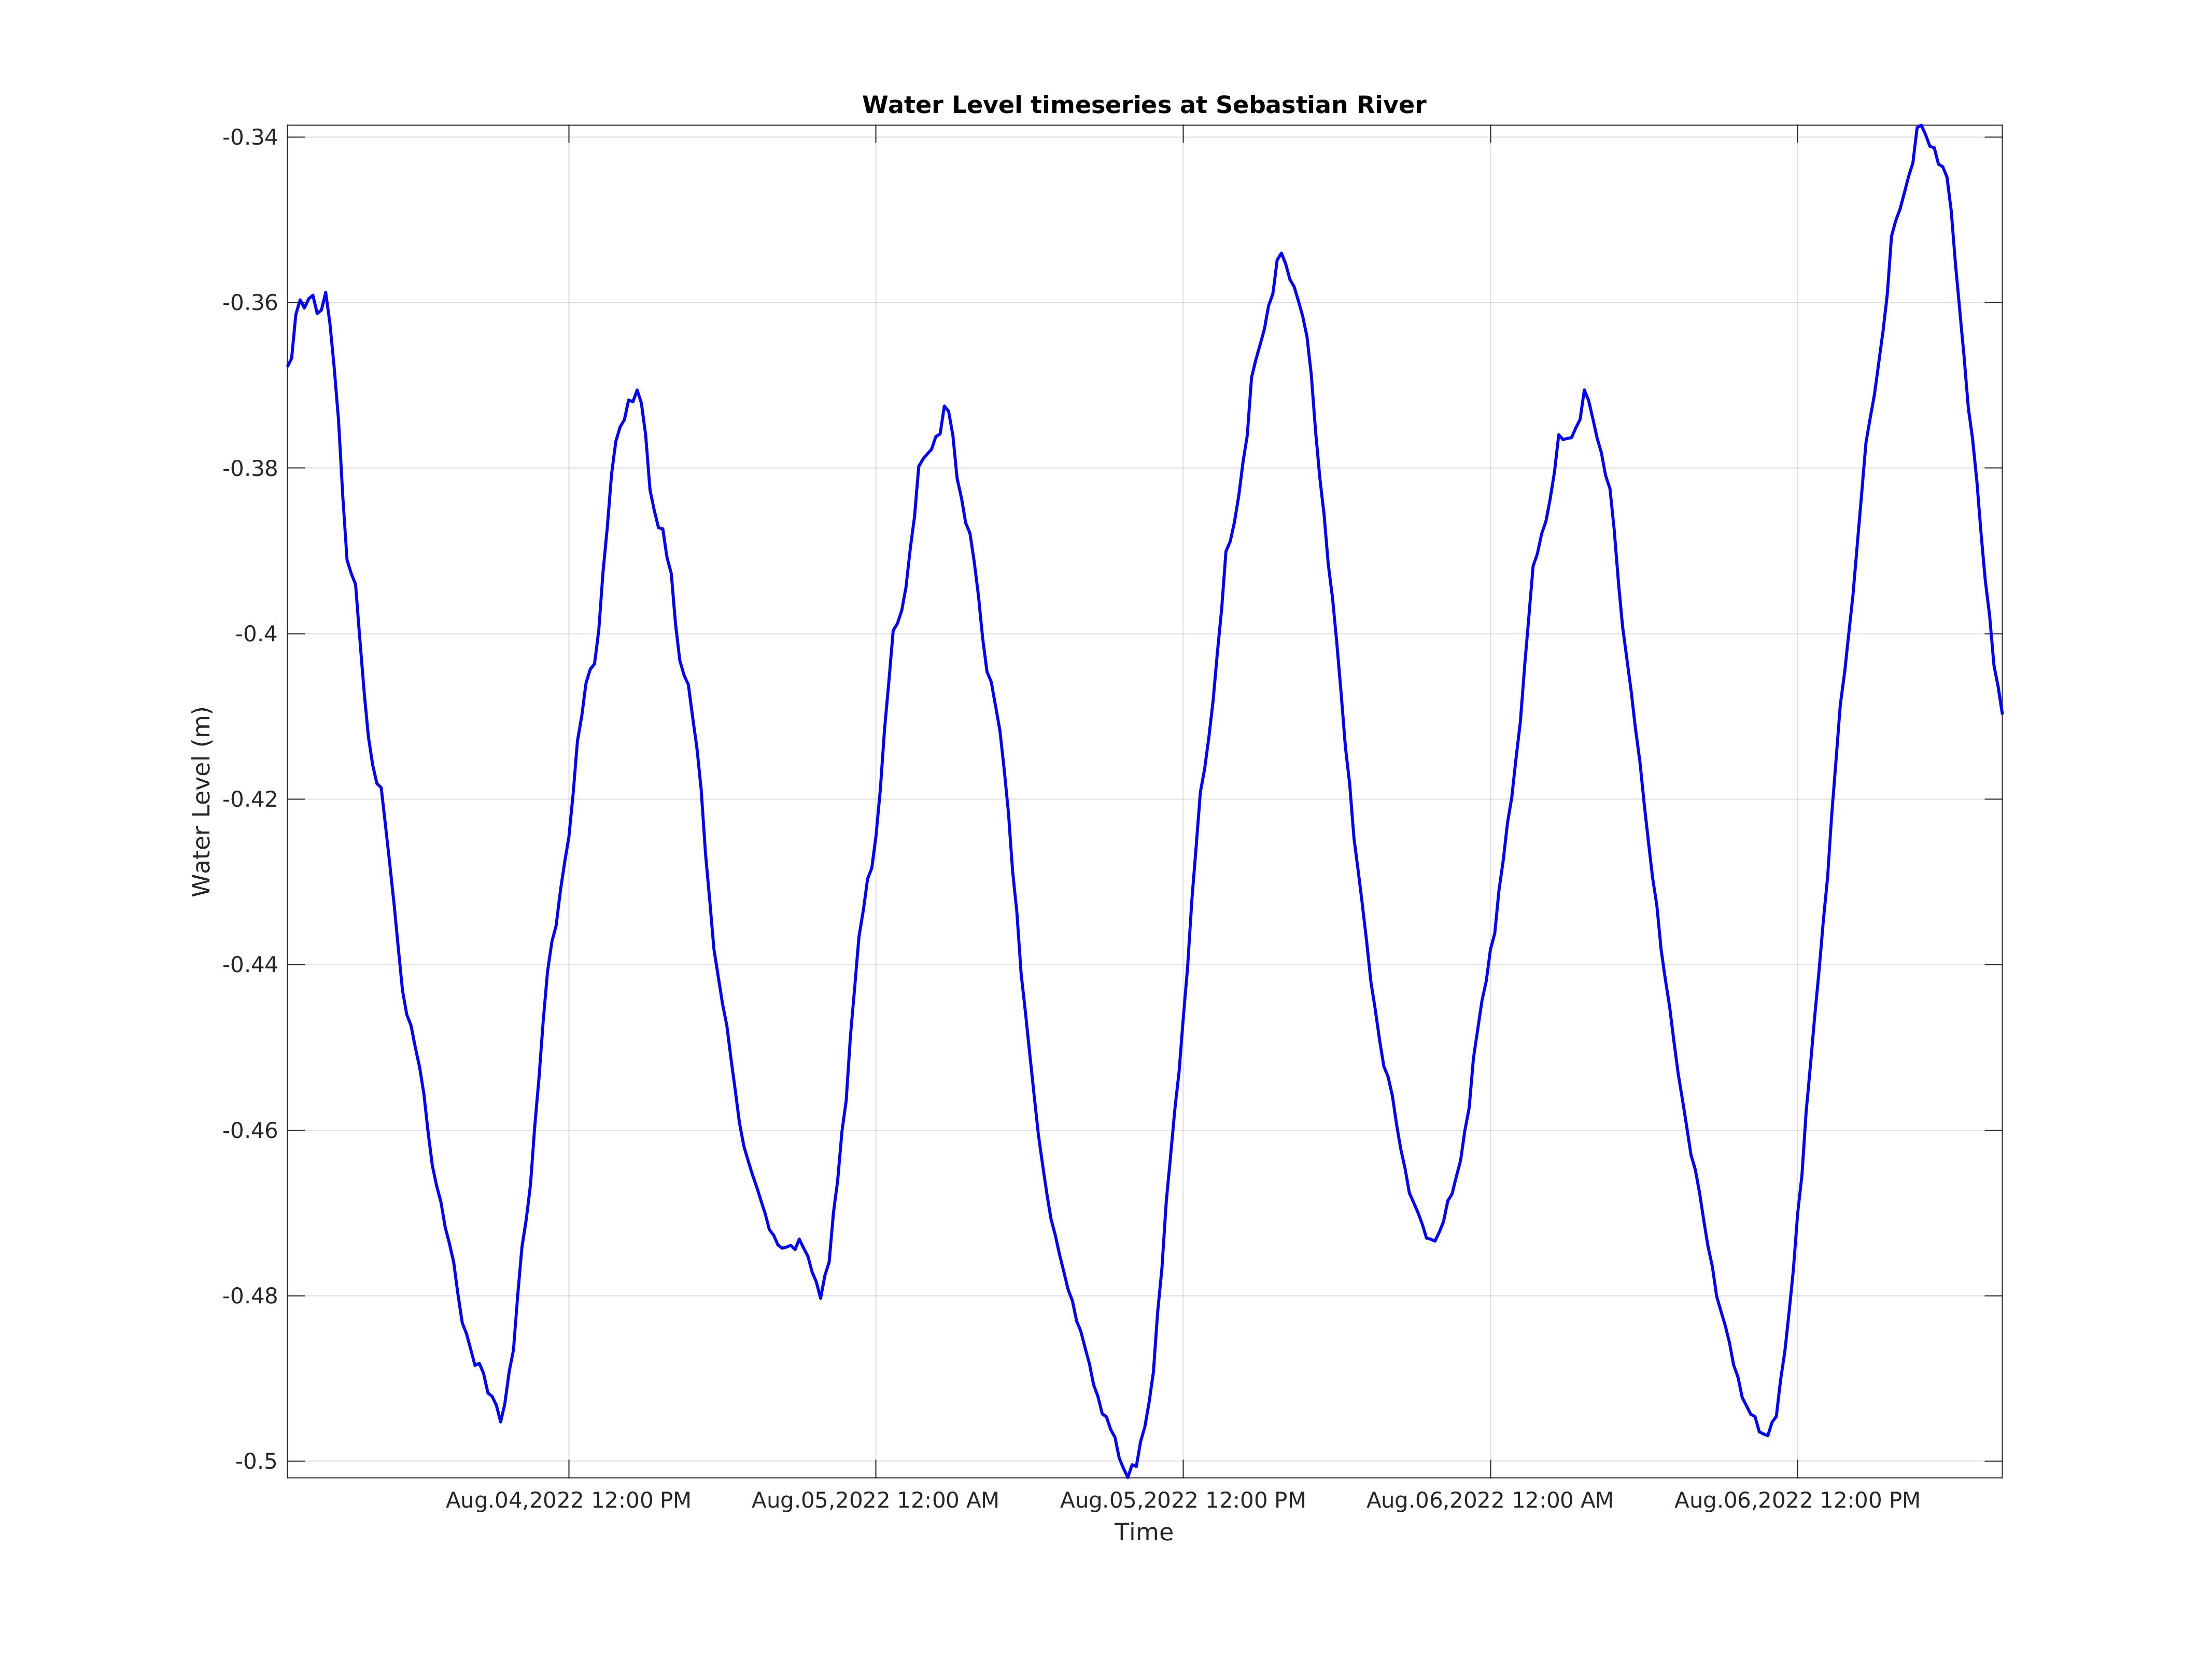 Water Level timeseries at Sebastian River
-0.34
-0.36
-0.38
-0.4
-0.42
-0.44
-0.46
-0.48
-0.5
Water Level (m)
Aug.04,2022 12:00 PM
Aug.05,2022 12:00 AM
Aug.05,2022 12:00 PM
Aug.06,2022 12:00 AM
Aug.06,2022 12:00 PM
Time